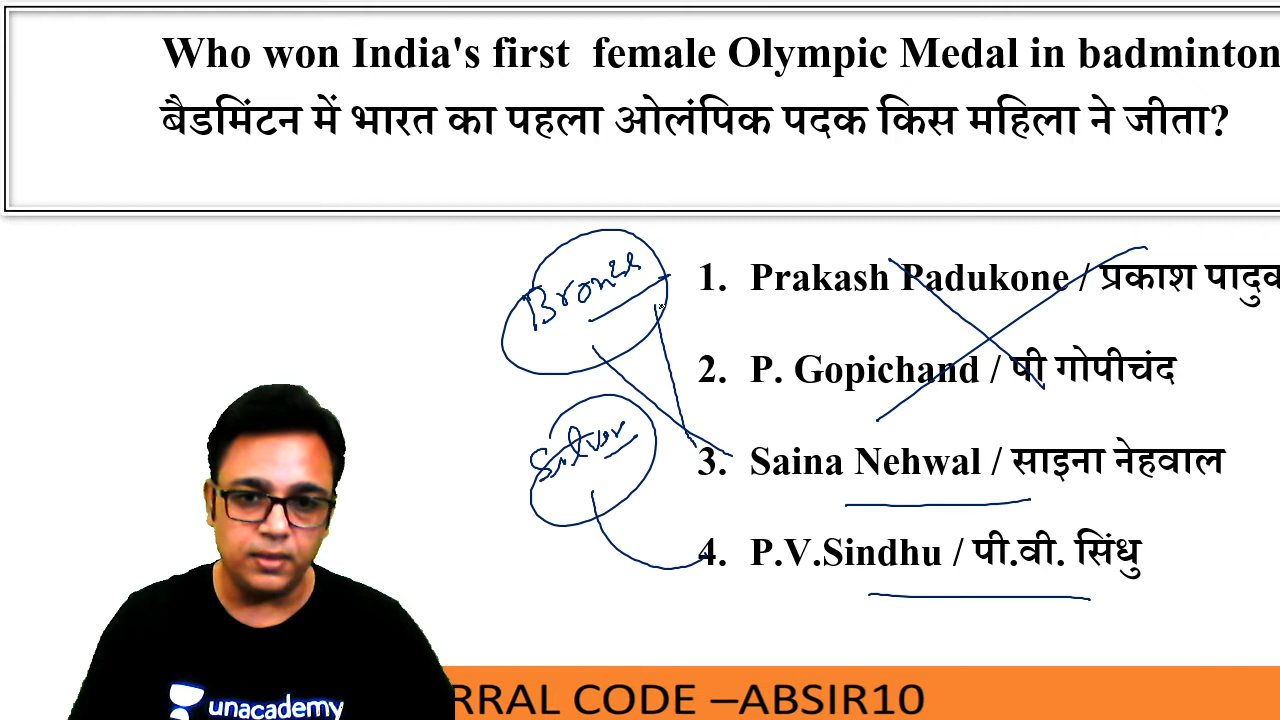 Who won India's first female Olympic Medal in badminton
बैडमिंटन में भारत का पहला ओलंपिक पदक किस महिला ने जीता?
Bronze
1. Prakash Padukone / प्रकाश पादुक
2. P. Gopichand / पी गोपीचंद
Silver
3. Saina Nehwal / साइना नेहवाल
4. P.V.Sindhu / पी.वी. सिंधु
unacademy
RRAL CODE –ABSIR10